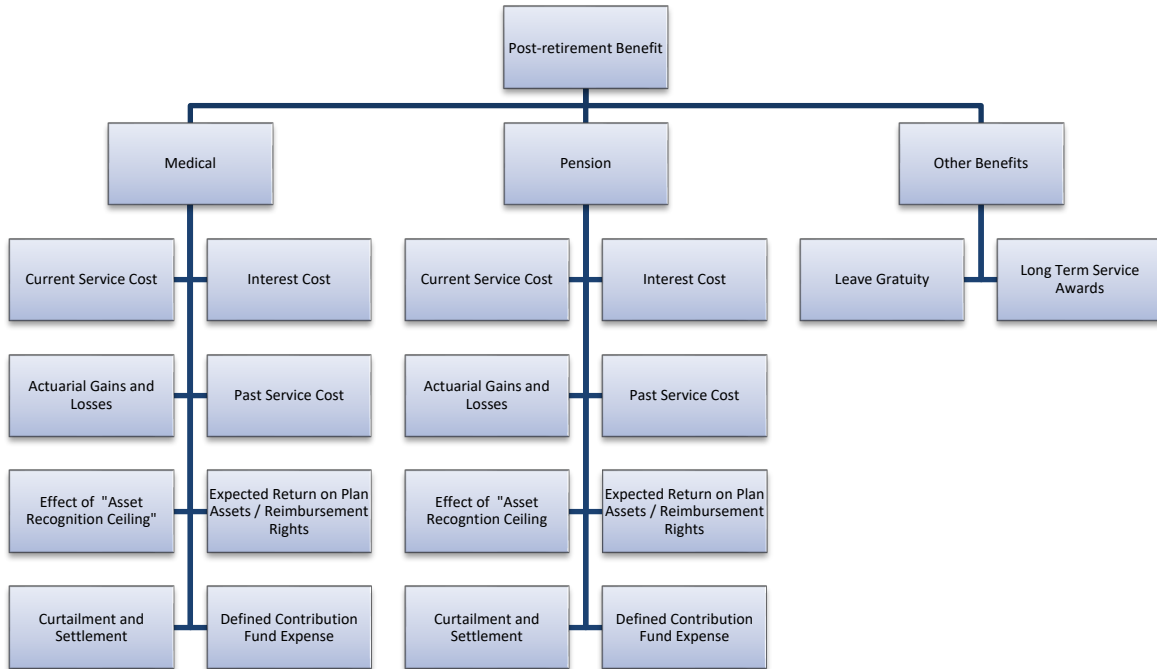 Post-retirement Benefit
Medical
Pension
Other Benefits
Current Service Cost
Interest Cost
Current Service Cost
Interest Cost
Leave Gratuity
Long Term Service
Awards
Actuarial Gains and
Losses
Past Service Cost
Actuarial Gains and
Losses
Past Service Cost
Effect of "Asset
Recognition Ceiling"
Expected Return on Plan
Assets / Reimbursement
Rights
Effect of "Asset
Recogntion Ceiling
Expected Return on Plan
Assets / Reimbursement
Rights
Curtailment and
Settlement
Defined Contribution
Fund Expense
Curtailment and
Settlement
Defined Contribution
Fund Expense